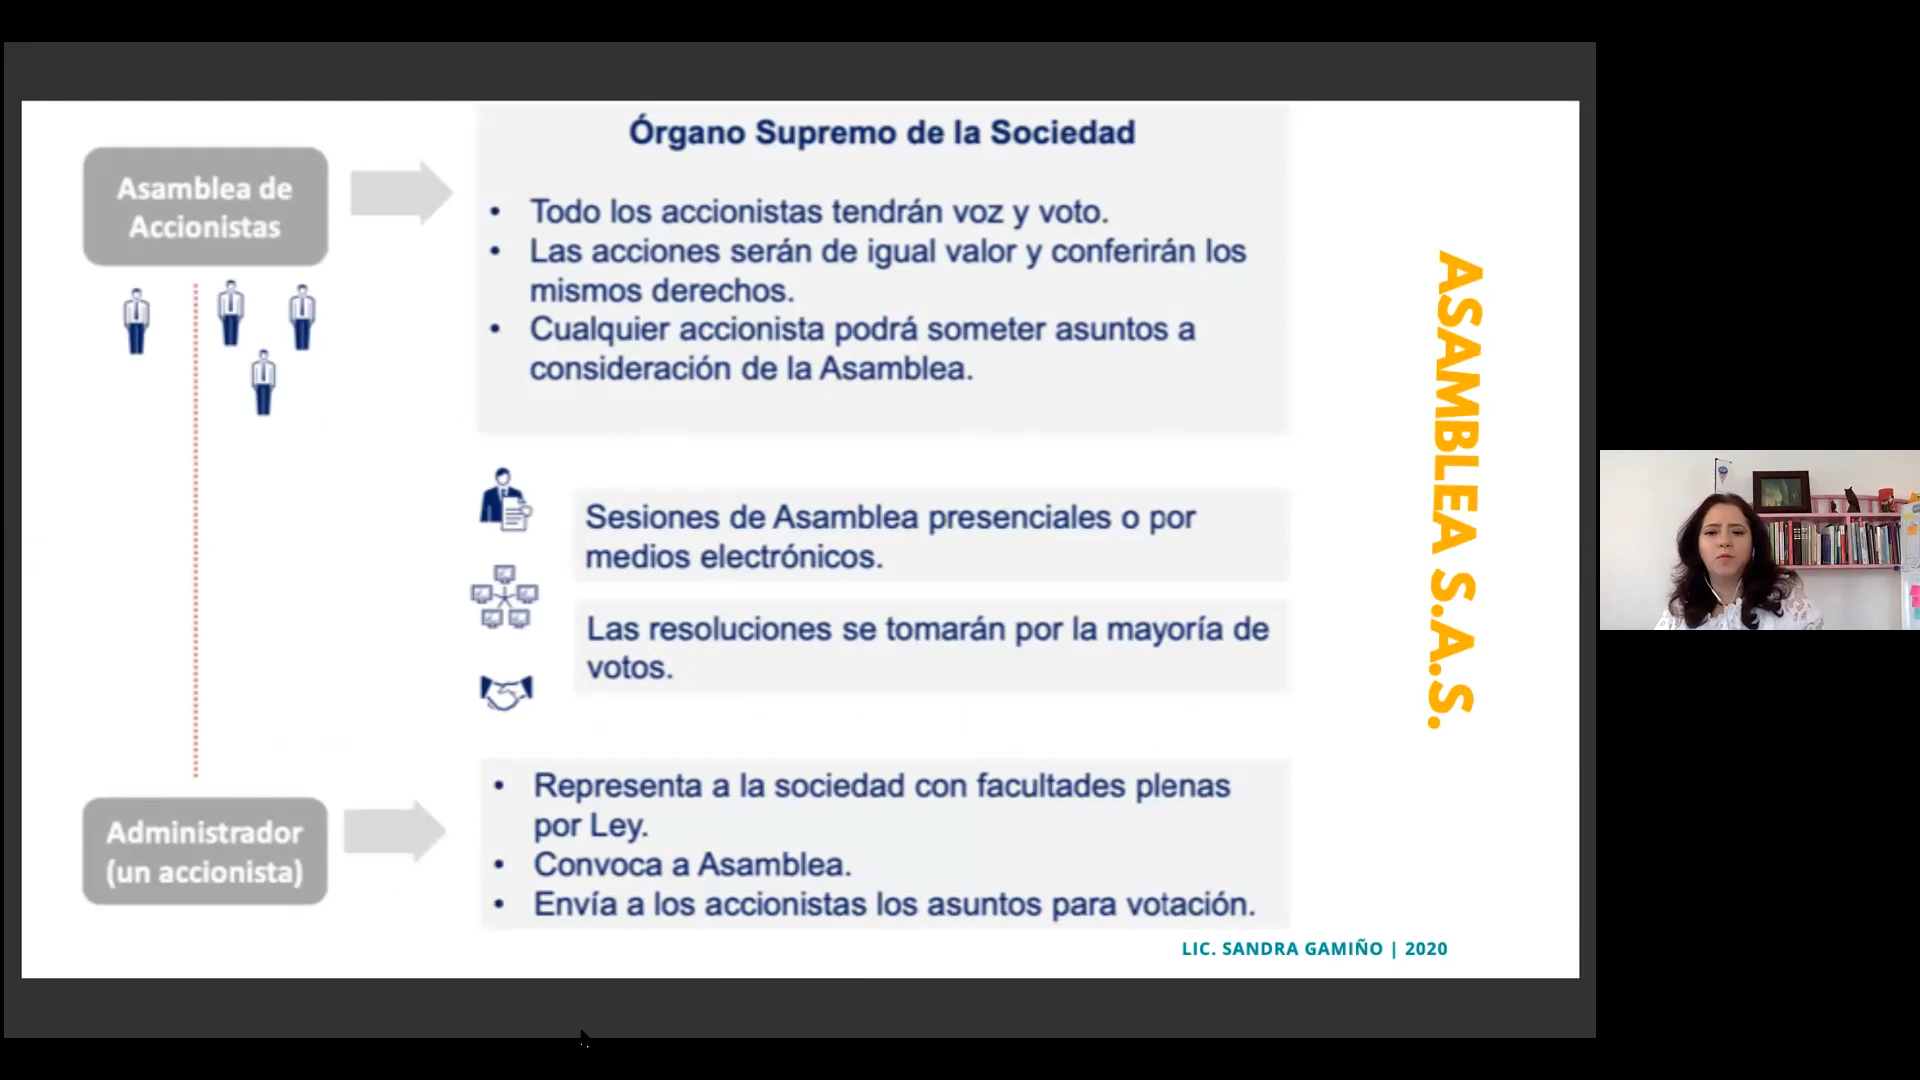 Asamblea de
Accionistas
Órgano Supremo de la Sociedad
• Todo los accionistas tendrán voz y voto.
• Las acciones serán de igual valor y conferirán los
mismos derechos.
• Cualquier accionista podrá someter asuntos a
consideración de la Asamblea.
Sesiones de Asamblea presenciales o por
medios electrónicos.
Las resoluciones se tomarán por la mayoría de
votos.
Administrador
(un accionista)
• Representa a la sociedad con facultades plenas
por Ley.
• Convoca a Asamblea.
• Envía a los accionistas los asuntos para votación.
ASAMBLEA S.A.S.
LIC. SANDRA GAMIÑO | 2020